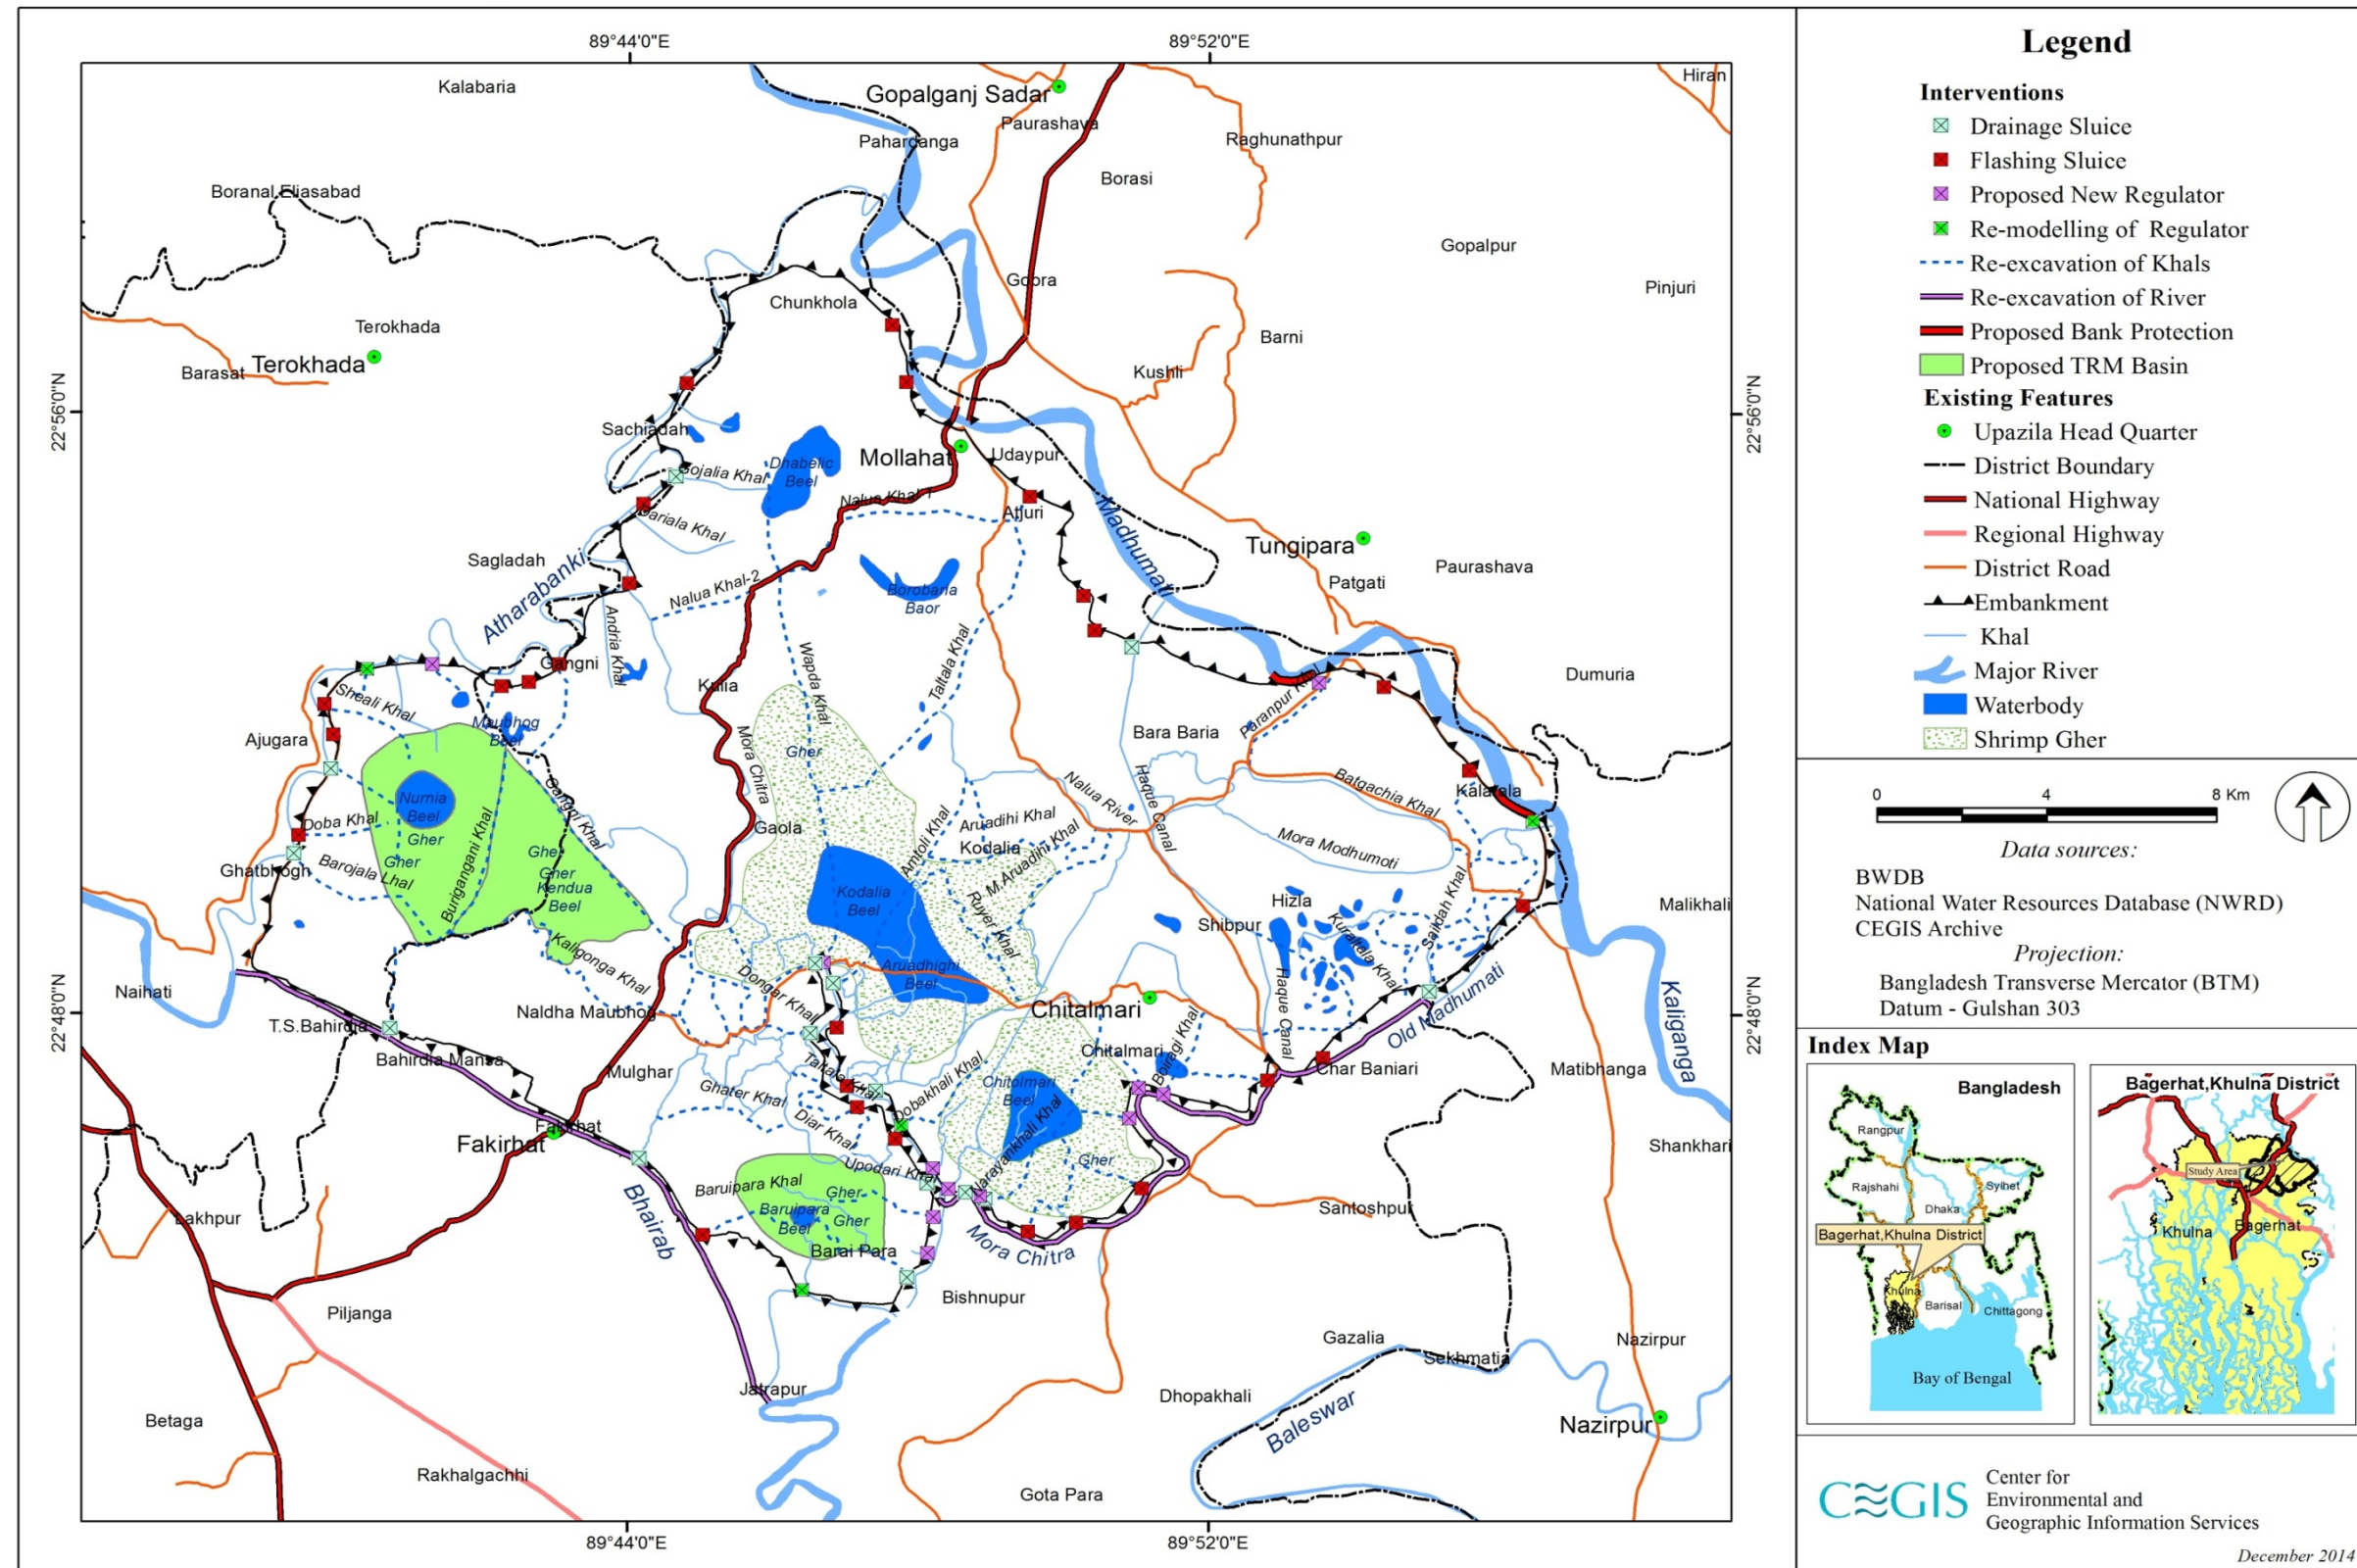 89°44'0"E
89°52'0"E
Kalabaria
Gopalganj Sadar
Hiran
Paurashava
Pahardanga
Raghunathpur
Borasi
Boranal Eliasabad
Gopalpur
Gobra
Pinjuri
Chunkhola
Terokhada
Barni
Terokhada
Barasat
Kushli
22°56'0"N
22°56'0"N
Sachiadah
Mollahat
Udaypur
Dhabelic
Beel
Gojalia Khal
Nalua Khal-1
Atjuri
Dariala Khal
Madhumati
Sagladah
Tungipara
Paurashava
Patgati
Atharabanki
Nalua Khal-2
Borobaria
Baor
Andria Khal
Gangni
Wapda Khal
Taltala Khal
Kulia
Dumuria
Sheali Khal
Paranpur Khal
Maubhog
Beel
Ajugara
Gher
Bara Baria
Mora Chitra
Nalua River
Haque Canal
Batgachia Khal
Kalatala
Nurnia
Beel
Gangni Khal
Doba Khal
Gher
Gaola
Amtoli Khal
Aruadihi Khal
Kodalia
M.Aruadihi Khal
Mora Modhumoti
Ghatbhogh
Barojala Lhal
Gher
Burigangni Khal
Gher
Gher
Kendua
Beel
Kodalia
Beel
Ruyer Khal
Hizla
Shibpur
Kuralkala Khal
Saildah Khal
Malikhali
Kaligonga Khal
Aruadhighi
Beel
Dongar Khal
Haque Canal
Naihati
22°48'0"N
22°48'0"N
T.S.Bahirdia
Naldha Maubhog
Chitalmari
Old Madhumati
Kaliganga
Bahirdia Mansa
Mulghar
Chitalmari
Boiragi Khal
Char Baniari
Matibhanga
Ghater Khal
Dobakhali Khal
Chitolmari
Beel
Diar Khal
Fakirhat
Fakirhat
Shankhari
Upodari Khal
Narayankhali Khal
Gher
Baruipara Khal
Gher
Baruipara
Beel
Gher
Lakhpur
Bhairab
Barai Para
Mora Chitra
Santoshpur
Bishnupur
Piljanga
Gazalia
Sekhmatia
Nazirpur
Jatrapur
Dhopakhali
Betaga
Baleswar
Nazirpur
Rakhalgachhi
Gota Para
89°44'0"E
89°52'0"E
Legend
Interventions
Drainage Sluice
Flashing Sluice
Proposed New Regulator
Re-modelling of Regulator
Re-excavation of Khals
Re-excavation of River
Proposed Bank Protection
Proposed TRM Basin
Existing Features
Upazila Head Quarter
District Boundary
National Highway
Regional Highway
District Road
Embankment
Khal
Major River
Waterbody
Shrimp Gher
0 4 8 Km
Data sources:
BWDB
National Water Resources Database (NWRD)
CEGIS Archive
Projection:
Bangladesh Transverse Mercator (BTM)
Datum - Gulshan 303
Index Map
Bangladesh
Rangpur
Rajshahi
Sylhet
Dhaka
Bagerhat,Khulna District
Khulna
Barisal
Chittagong
Bay of Bengal
Bagerhat,Khulna District
Study Area
Khulna
Bagerhat
CEGIS
Center for
Environmental and
Geographic Information Services
December 2014